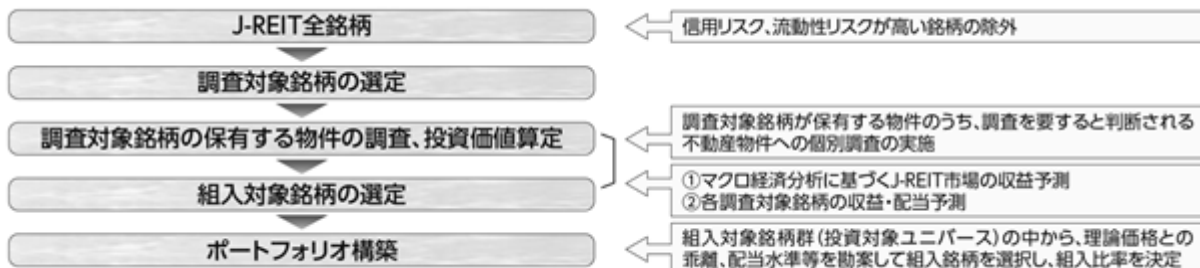 J-REIT全銘柄
信用リスク、流動性リスクが高い銘柄の除外
調査対象銘柄の選定
調査対象銘柄の保有する物件の調査、投資価値算定
調査対象銘柄が保有する物件のうち、調査を要すると判断される
不動産物件への個別調査の実施
組入対象銘柄の選定
①マクロ経済分析に基づくJ-REIT市場の収益予測
②各調査対象銘柄の収益・配当予測
ポートフォリオ構築
組入対象銘柄群(投資対象ユニバース)の中から、理論価格との
乖離、配当水準等を勘案して組入銘柄を選択し、組入比率を決定